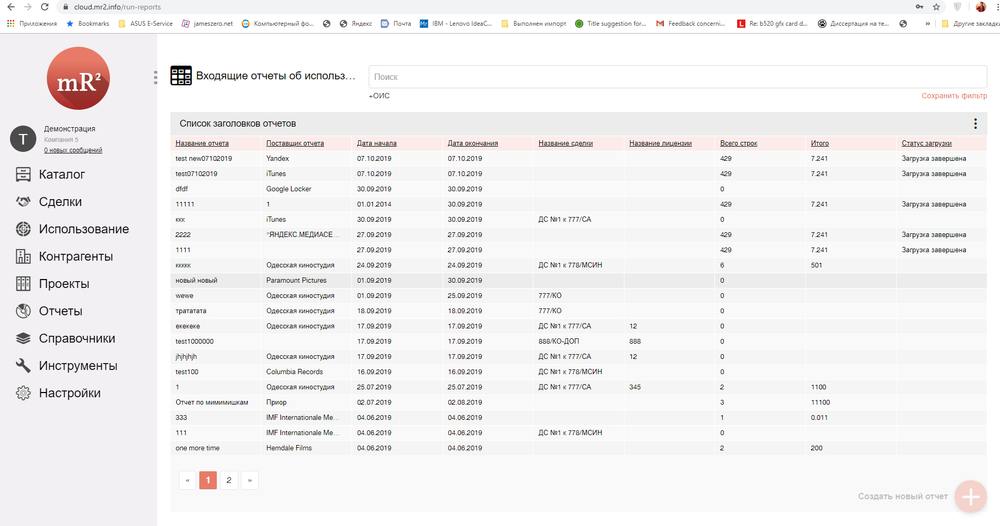 cloud.mr2.info/run-reports
Приложения Bookmarks ASUS E-Service jameszero.net Компьютерный фо... Яндекс Почта Mr IBM - Lenovo IdeaC... Выполнен импорт Title suggestion for... Feedback concerni... L Re: b520 gfx card d... Диссертация на те... » Другие закладки
mR²
Входящие отчеты об использ...
Поиск
+ОИС Сохранить фильтр
T
Демонстрация
Компания 5
0 новых сообщений
Каталог
Сделки
Использование
Контрагенты
Проекты
Отчеты
Справочники
Инструменты
Настройки
Список заголовков отчетов
Название отчета Поставщик отчета Дата начала Дата окончания Название сделки Название лицензии Всего строк Итого Статус загрузки
test new07102019 Yandex 07.10.2019 07.10.2019 429 7.241 Загрузка завершена
test07102019 iTunes 07.10.2019 07.10.2019 429 7.241 Загрузка завершена
dfdf Google Locker 30.09.2019 30.09.2019 0
11111 1 01.01.2014 30.09.2019 429 7.241 Загрузка завершена
ккк iTunes 30.09.2019 30.09.2019 ДС №1 к 777/СА 0
2222 "ЯНДЕКС.МЕДИАСЕ... 27.09.2019 27.09.2019 429 7.241 Загрузка завершена
1111 27.09.2019 27.09.2019 429 7.241 Загрузка завершена
ккккк Одесская киностудия 24.09.2019 24.09.2019 ДС №1 к 778/МСИН 6 501
новый новый Paramount Pictures 01.09.2019 30.09.2019 0
wewe Одесская киностудия 01.09.2019 25.09.2019 777/КО 0
тратата­та Одесская киностудия 18.09.2019 18.09.2019 777/КО 0
екекеке Одесская киностудия 17.09.2019 17.09.2019 ДС №1 к 777/СА 12 0
test1000000 17.09.2019 17.09.2019 888/КО-ДОП 888 0
jhjhjhjh Одесская киностудия 17.09.2019 17.09.2019 ДС №1 к 777/СА 12 0
test100 Columbia Records 16.09.2019 16.09.2019 ДС №1 к 778/МСИН 0
1 Одесская киностудия 25.07.2019 25.07.2019 ДС №1 к 777/СА 345 2 1100
Отчет по мимимишкам Приор 02.07.2019 02.08.2019 3 11100
333 IMF Internationale Me... 04.06.2019 04.06.2019 1 0.011
111 IMF Internationale Me... 04.06.2019 04.06.2019 ДС №1 к 778/МСИН 0
one more time Hemdale Films 04.06.2019 04.06.2019 2 200
« 1 2 »
Создать новый отчет